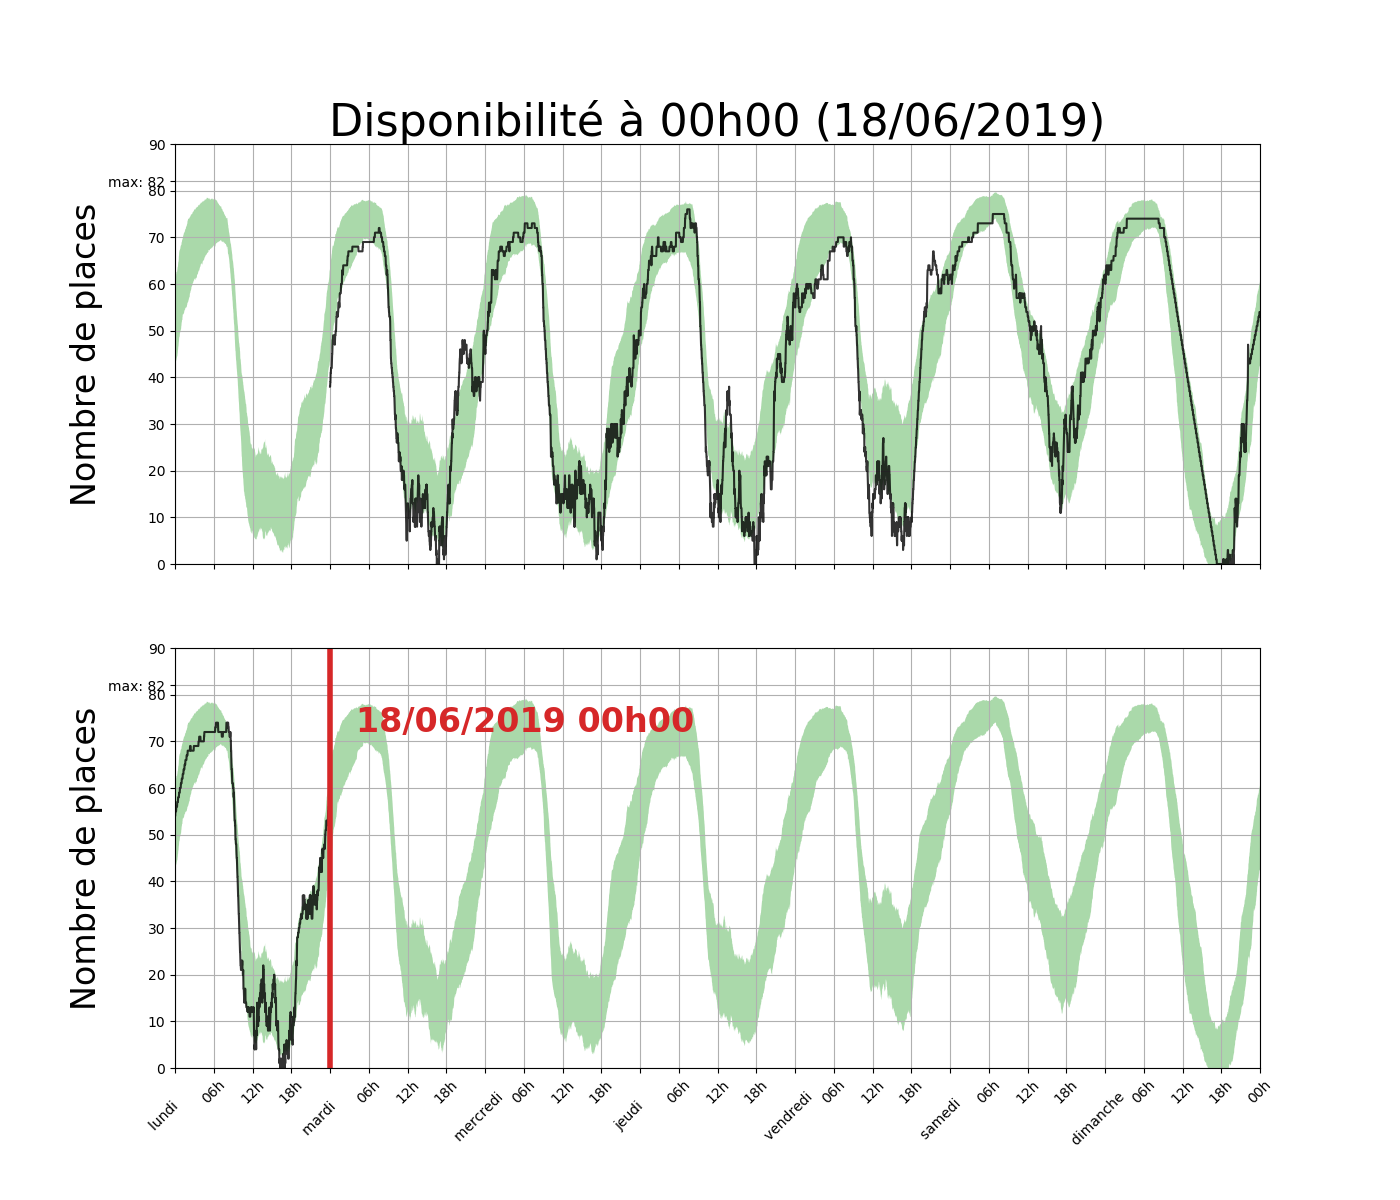 Disponibilité à 00h00 (18/06/2019)
90
max: 82
80
70
60
50
40
30
20
10
0
Nombre de places
90
max: 82
80
70
60
50
40
30
20
10
0
Nombre de places
18/06/2019 00h00
lundi 06h 12h 18h mardi 06h 12h 18h mercredi 06h 12h 18h jeudi 06h 12h 18h vendredi 06h 12h 18h samedi 06h 12h 18h dimanche 06h 12h 18h 00h